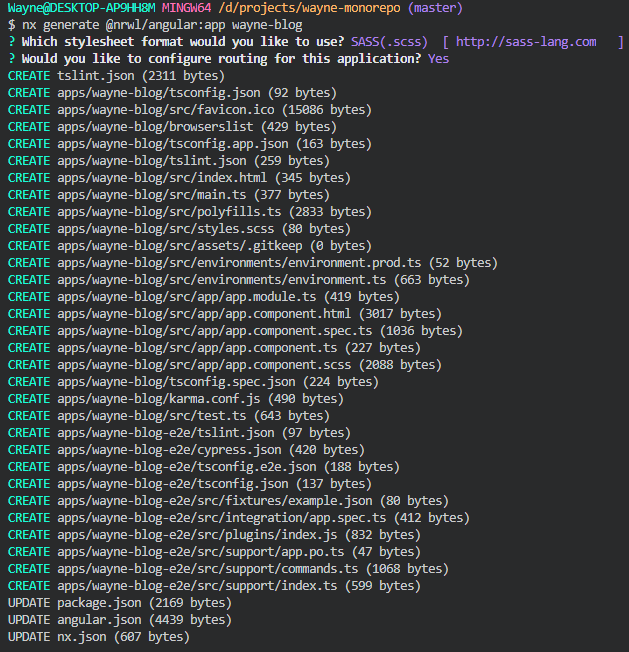 Wayne@DESKTOP-AP9HH8M MINGW64 /d/projects/wayne-monorepo (master)
$ nx generate @nrwl/angular:app wayne-blog
? Which stylesheet format would you like to use? SASS(.scss)  [ http://sass-lang.com   ]
? Would you like to configure routing for this application? Yes
CREATE tslint.json (2311 bytes)
CREATE apps/wayne-blog/tsconfig.json (92 bytes)
CREATE apps/wayne-blog/src/favicon.ico (15086 bytes)
CREATE apps/wayne-blog/browserslist (429 bytes)
CREATE apps/wayne-blog/tsconfig.app.json (163 bytes)
CREATE apps/wayne-blog/tslint.json (259 bytes)
CREATE apps/wayne-blog/src/index.html (345 bytes)
CREATE apps/wayne-blog/src/main.ts (377 bytes)
CREATE apps/wayne-blog/src/polyfills.ts (2833 bytes)
CREATE apps/wayne-blog/src/styles.scss (80 bytes)
CREATE apps/wayne-blog/src/assets/.gitkeep (0 bytes)
CREATE apps/wayne-blog/src/environments/environment.prod.ts (52 bytes)
CREATE apps/wayne-blog/src/environments/environment.ts (663 bytes)
CREATE apps/wayne-blog/src/app/app.module.ts (419 bytes)
CREATE apps/wayne-blog/src/app/app.component.html (3017 bytes)
CREATE apps/wayne-blog/src/app/app.component.spec.ts (1036 bytes)
CREATE apps/wayne-blog/src/app/app.component.ts (227 bytes)
CREATE apps/wayne-blog/src/app/app.component.scss (2088 bytes)
CREATE apps/wayne-blog/tsconfig.spec.json (224 bytes)
CREATE apps/wayne-blog/karma.conf.js (490 bytes)
CREATE apps/wayne-blog/src/test.ts (643 bytes)
CREATE apps/wayne-blog-e2e/tslint.json (97 bytes)
CREATE apps/wayne-blog-e2e/cypress.json (420 bytes)
CREATE apps/wayne-blog-e2e/tsconfig.e2e.json (188 bytes)
CREATE apps/wayne-blog-e2e/tsconfig.json (137 bytes)
CREATE apps/wayne-blog-e2e/src/fixtures/example.json (80 bytes)
CREATE apps/wayne-blog-e2e/src/integration/app.spec.ts (412 bytes)
CREATE apps/wayne-blog-e2e/src/plugins/index.js (832 bytes)
CREATE apps/wayne-blog-e2e/src/support/app.po.ts (47 bytes)
CREATE apps/wayne-blog-e2e/src/support/commands.ts (1068 bytes)
CREATE apps/wayne-blog-e2e/src/support/index.ts (599 bytes)
UPDATE package.json (2169 bytes)
UPDATE angular.json (4439 bytes)
UPDATE nx.json (607 bytes)